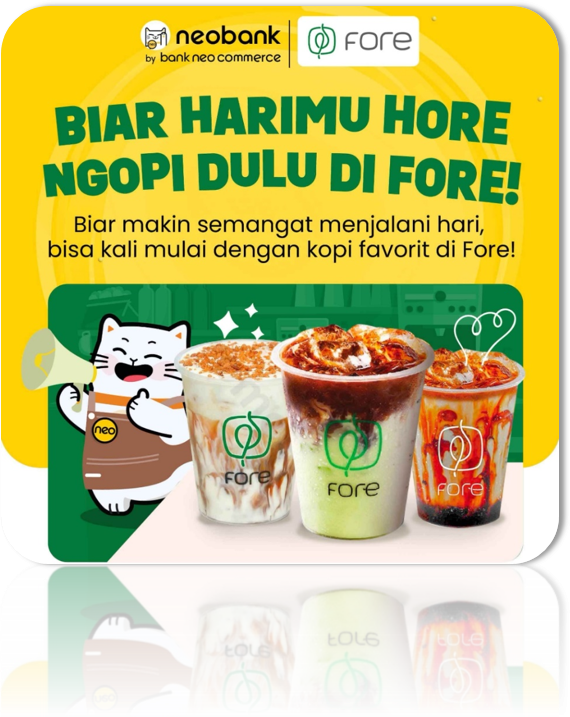 neobank
by bank neo commerce
FORE
BIAR HARIMU HORE
NGOPI DULU DI FORE!
Biar makin semangat menjalani hari,
bisa kali mulai dengan kopi favorit di Fore!
neo
FORE
FORE
FORE